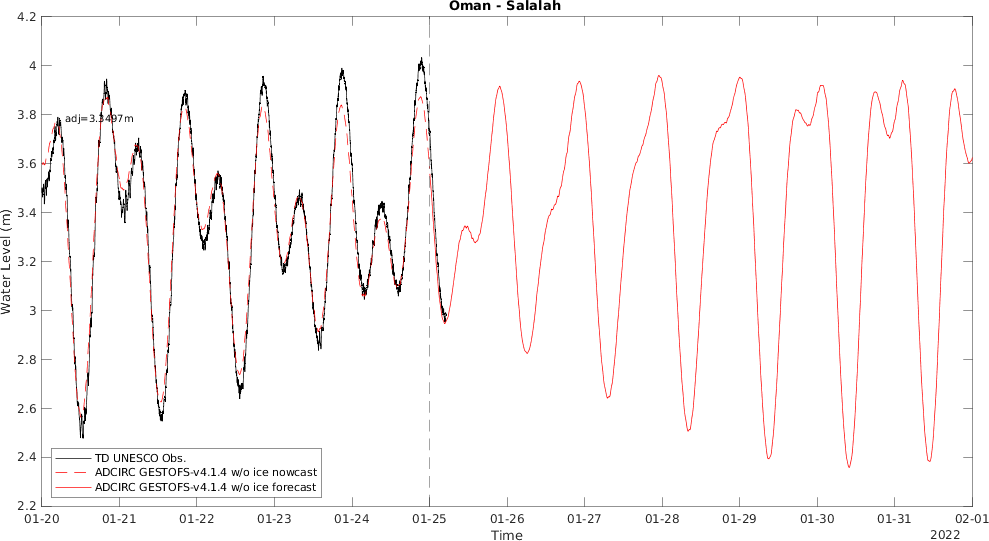 Oman - Salalah
4.2
4
3.8
3.6
3.4
3.2
3
2.8
2.6
2.4
2.2
Water Level (m)
adj=3.3497m
TD UNESCO Obs.
ADCIRC GESTOFS-v4.1.4 w/o ice nowcast
ADCIRC GESTOFS-v4.1.4 w/o ice forecast
01-20 01-21 01-22 01-23 01-24 01-25 01-26 01-27 01-28 01-29 01-30 01-31 02-01
Time
2022